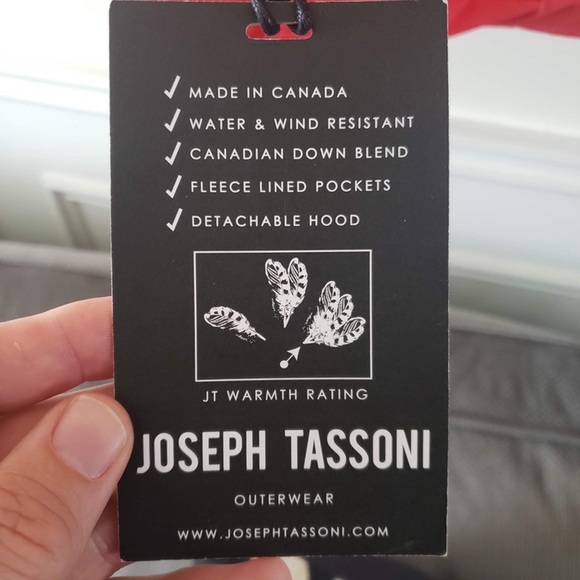 MADE IN CANADA
WATER & WIND RESISTANT
CANADIAN DOWN BLEND
FLEECE LINED POCKETS
DETACHABLE HOOD
JT WARMTH RATING
JOSEPH TASSONI
OUTERWEAR
WWW.JOSEPHTASSONI.COM